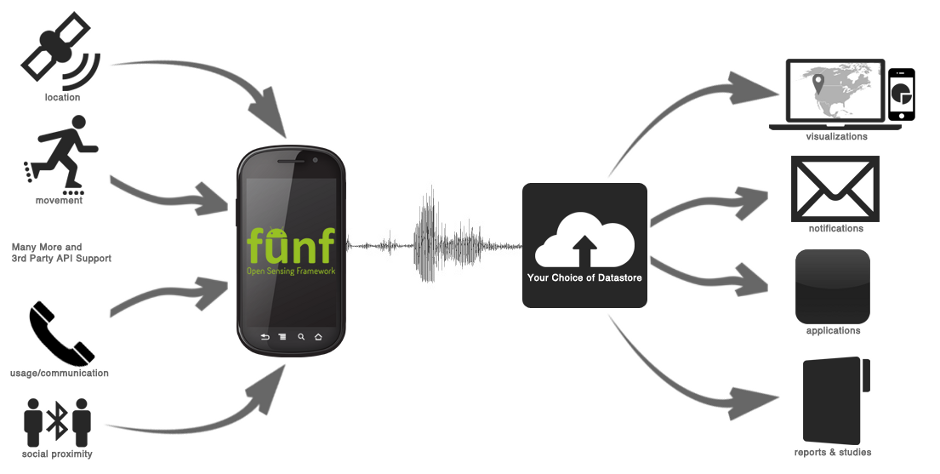 location
movement
Many More and
3rd Party API Support
usage/communication
social proximity
funf
Open Sensing Framework
Your Choice of Datastore
visualizations
notifications
applications
reports & studies